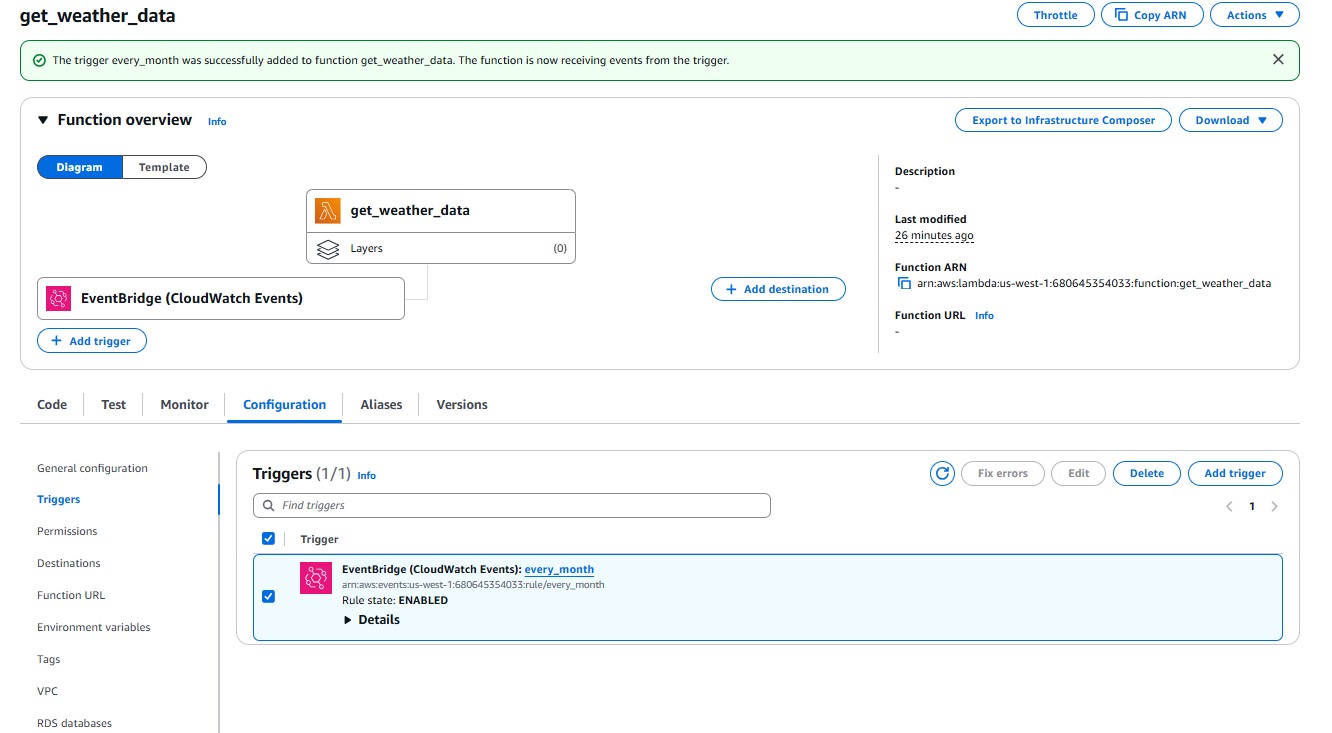 get_weather_data
Throttle
Copy ARN
Actions
The trigger every_month was successfully added to function get_weather_data. The function is now receiving events from the trigger.
Function overview
Info
Export to Infrastructure Composer
Download
Diagram
Template
get_weather_data
Layers
(0)
EventBridge (CloudWatch Events)
+ Add trigger
+ Add destination
Description
-
Last modified
26 minutes ago
Function ARN
arn:aws:lambda:us-west-1:680645354033:function:get_weather_data
Function URL Info
-
Code
Test
Monitor
Configuration
Aliases
Versions
General configuration
Triggers
Permissions
Destinations
Function URL
Environment variables
Tags
VPC
RDS databases
Triggers (1/1) Info
Fix errors
Edit
Delete
Add trigger
Find triggers
1
Trigger
EventBridge (CloudWatch Events): every_month
arn:aws:events:us-west-1:680645354033:rule/every_month
Rule state: ENABLED
Details